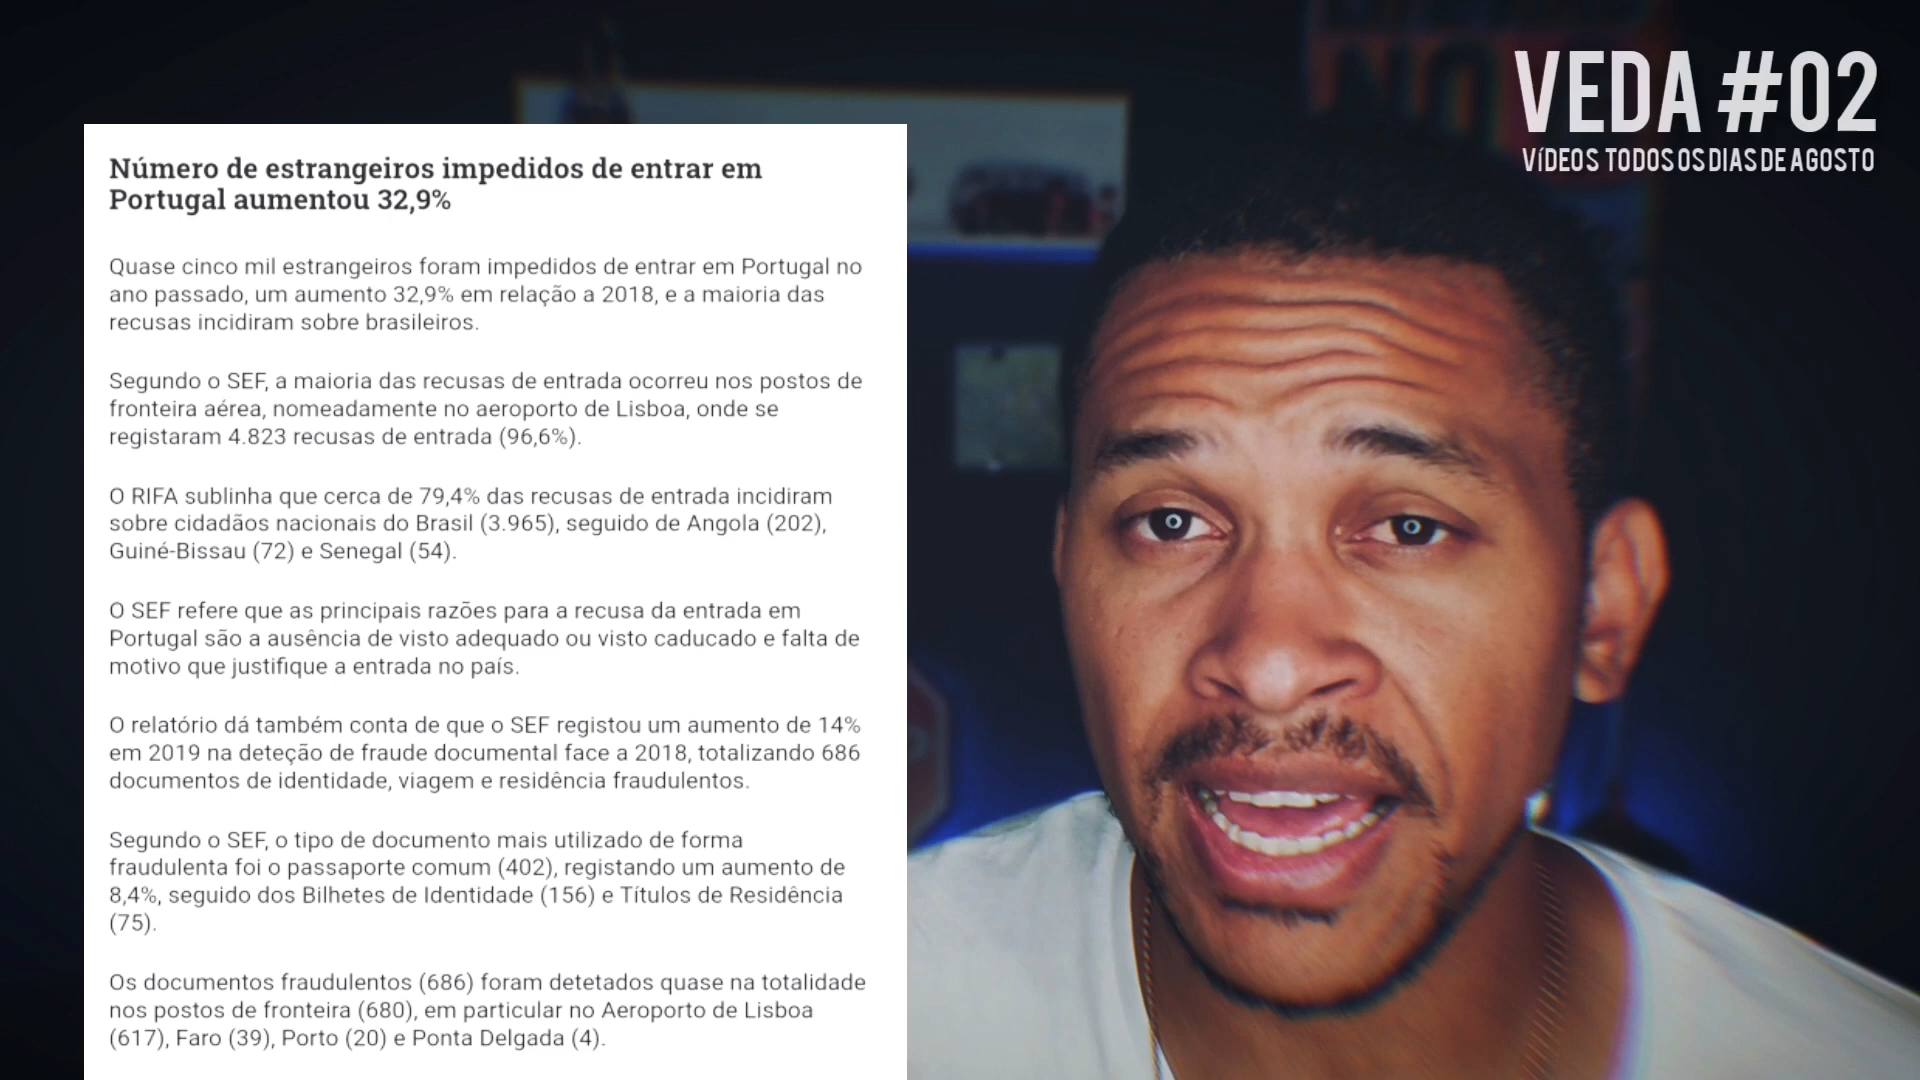 VEDA #02
VÍDEOS TODOS OS DIAS DE AGOSTO
Número de estrangeiros impedidos de entrar em
Portugal aumentou 32,9%
Quase cinco mil estrangeiros foram impedidos de entrar em Portugal no
ano passado, um aumento 32,9% em relação a 2018, e a maioria das
recusas incidiram sobre brasileiros.
Segundo o SEF, a maioria das recusas de entrada ocorreu nos postos de
fronteira aérea, nomeadamente no aeroporto de Lisboa, onde se
registaram 4.823 recusas de entrada (96,6%).
O RIFA sublinha que cerca de 79,4% das recusas de entrada incidiram
sobre cidadãos nacionais do Brasil (3.965), seguido de Angola (202),
Guiné-Bissau (72) e Senegal (54).
O SEF refere que as principais razões para a recusa da entrada em
Portugal são a ausência de visto adequado ou visto caducado e falta de
motivo que justifique a entrada no país.
O relatório dá também conta de que o SEF registou um aumento de 14%
em 2019 na deteção de fraude documental face a 2018, totalizando 686
documentos de identidade, viagem e residência fraudulentos.
Segundo o SEF, o tipo de documento mais utilizado de forma
fraudulenta foi o passaporte comum (402), registando um aumento de
8,4%, seguido dos Bilhetes de Identidade (156) e Títulos de Residência
(75).
Os documentos fraudulentos (686) foram detetados quase na totalidade
nos postos de fronteira (680), em particular no Aeroporto de Lisboa
(617), Faro (39), Porto (20) e Ponta Delgada (4).